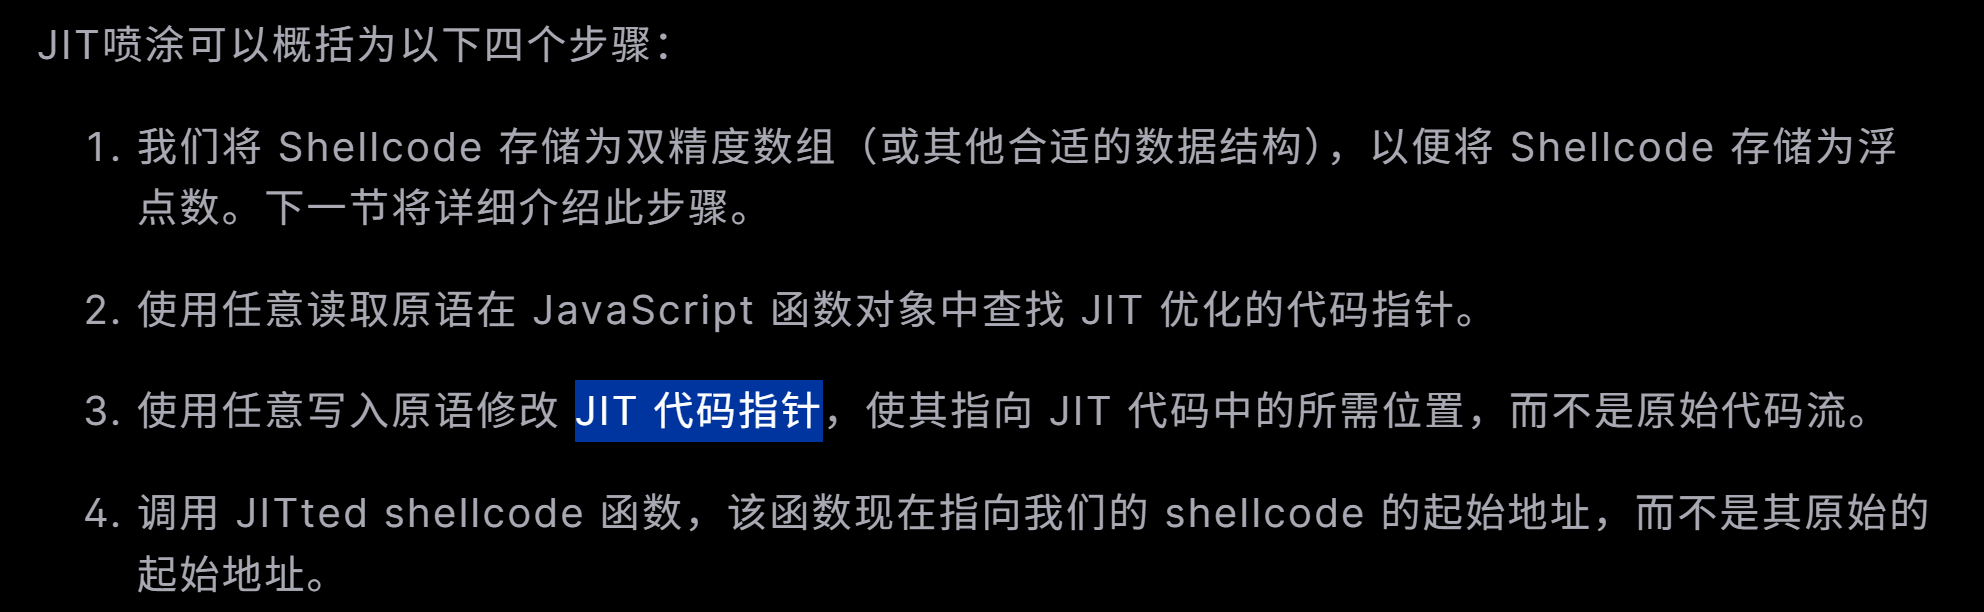 JIT喷涂可以概括为以下四个步骤：
1. 我们将 Shellcode 存储为双精度数组（或其他合适的数据结构），以便将 Shellcode 存储为浮
点数。下一节将详细介绍此步骤。
2. 使用任意读取原语在 JavaScript 函数对象中查找 JIT 优化的代码指针。
3. 使用任意写入原语修改 JIT 代码指针，使其指向 JIT 代码中的所需位置，而不是原始代码流。
4. 调用 JITted shellcode 函数，该函数现在指向我们的 shellcode 的起始地址，而不是其原始的
起始地址。